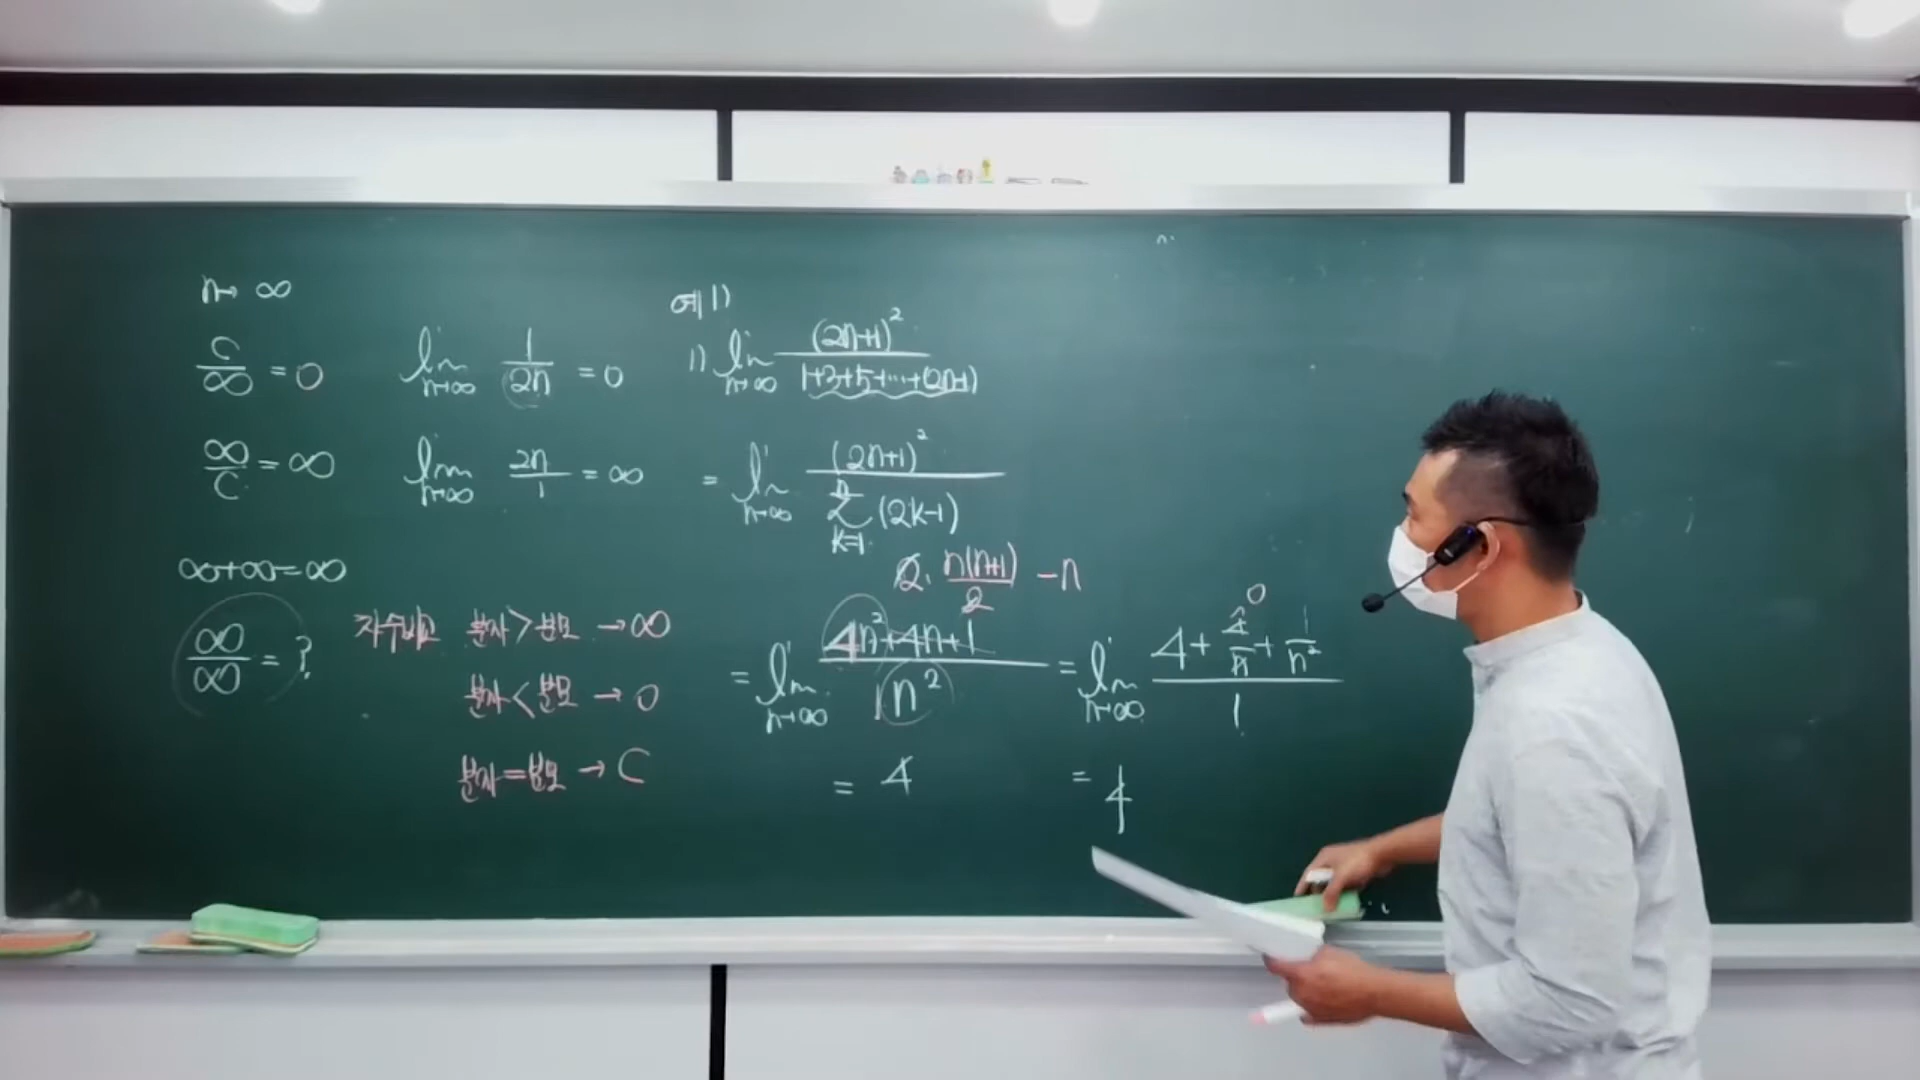 n→ ∞
C/∞ = 0
lim n→∞ 1/2n = 0
∞/C = ∞
lim n→∞ 2n/1 = ∞
∞+∞=∞
∞/∞ = ?
차수비교 분자>분모 → ∞
분자<분모 → 0
분자=분모 → C
예1)
1) lim n→∞ (2n+1)²/1+3+5+…+(2n-1)
= lim n→∞ (2n+1)²/∑ k=1 n (2k-1)
2· n(n+1)/2 -n
= lim n→∞ 4n²+4n+1/1n² = lim n→∞ 4+4/n+1/n²/1
0
= 4
= 4